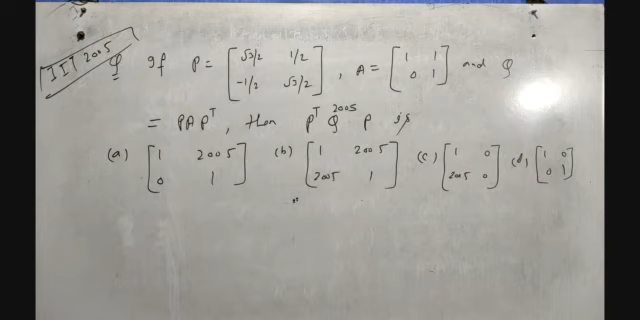 IIT 2005
Q If P = [√3/2 1/2 -1/2 √3/2], A = [1 1 0 1] and Q
= PAP^T, then P^T Q^2005 P is
(a) [1 2005 0 1] (b) [1 2005 2005 1] (c) [1 0 2005 0] (d) [1 0 0 1]